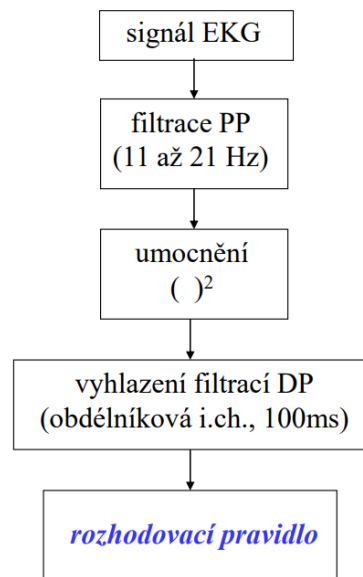 signál EKG
filtrace PP
(11 až 21 Hz)
umocnění
(  )²
vyhlazení filtrací DP
(obdélníková i.ch., 100ms)
rozhodovací pravidlo